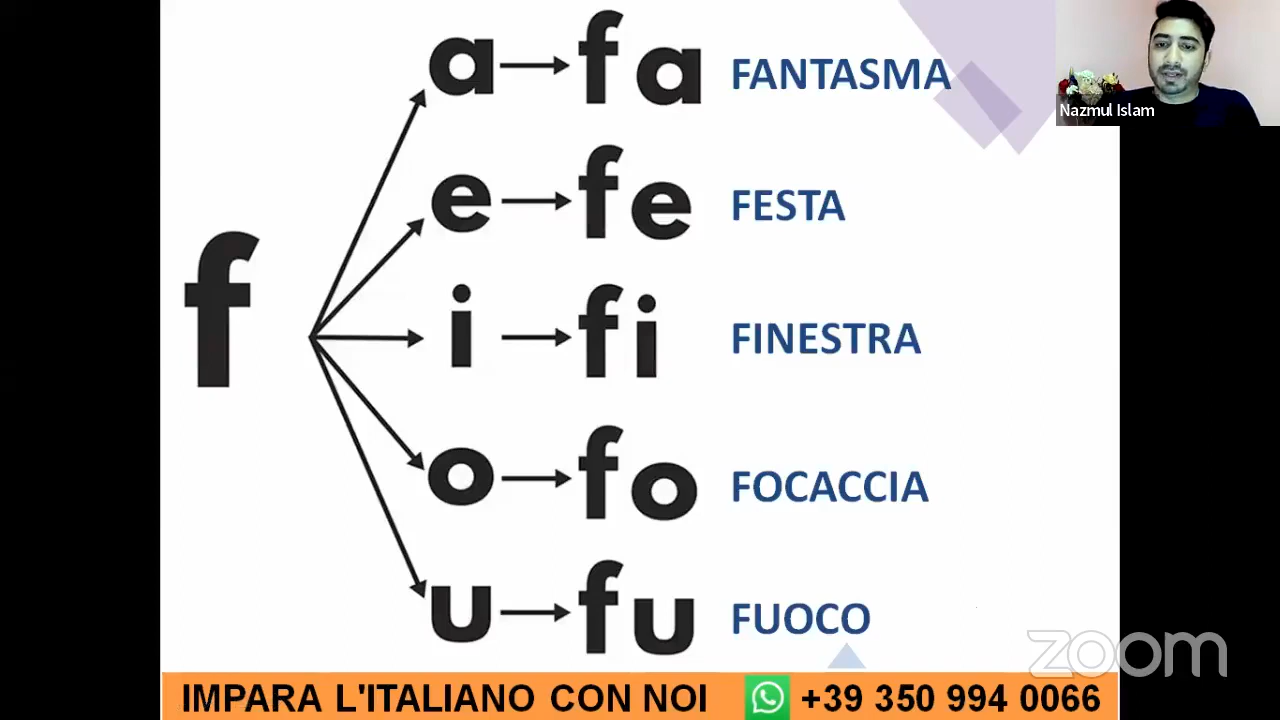 a fa FANTASMA
Nazmul Islam
e fe FESTA
f i fi FINESTRA
o fo FOCACCIA
u fu FUOCO
zoom
IMPARA L'ITALIANO CON NOI +39 350 994 0066